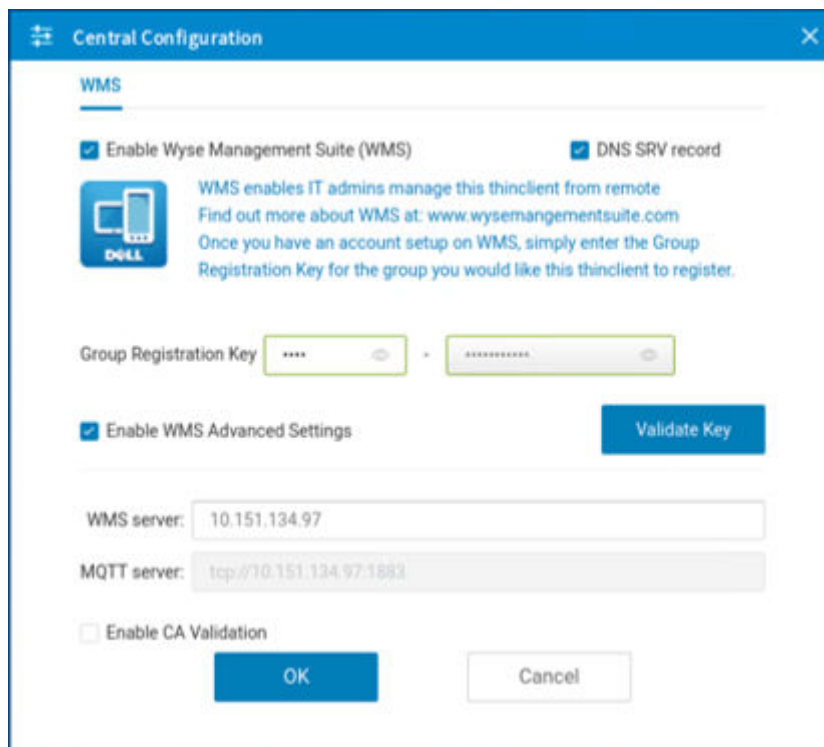 Central Configuration
WMS
Enable Wyse Management Suite (WMS) DNS SRV record
WMS enables IT admins manage this thinclient from remote
Find out more about WMS at: www.wysemangementsuite.com
Once you have an account setup on WMS, simply enter the Group
Registration Key for the group you would like this thinclient to register.
DELL
Group Registration Key •••• - •••••••••••
Enable WMS Advanced Settings Validate Key
WMS server: 10.151.134.97
MQTT server: tcp://10.151.134.97:1883
Enable CA Validation
OK Cancel